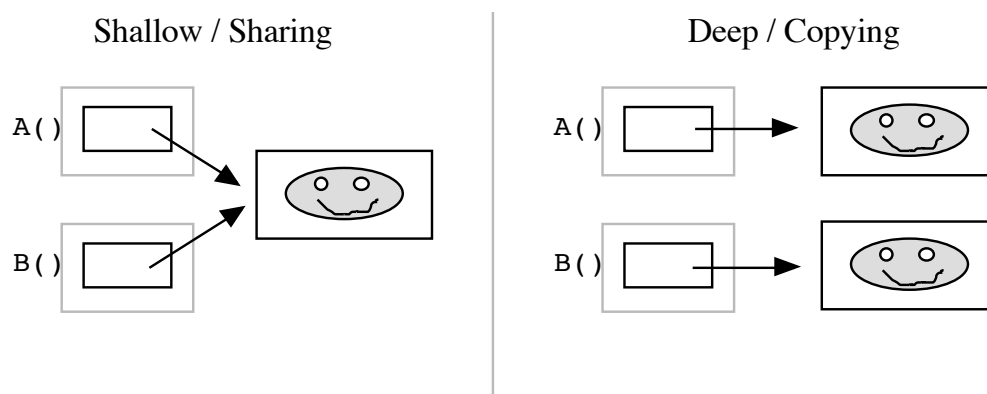 Shallow / Sharing
A()
B()
Deep / Copying
A()
B()